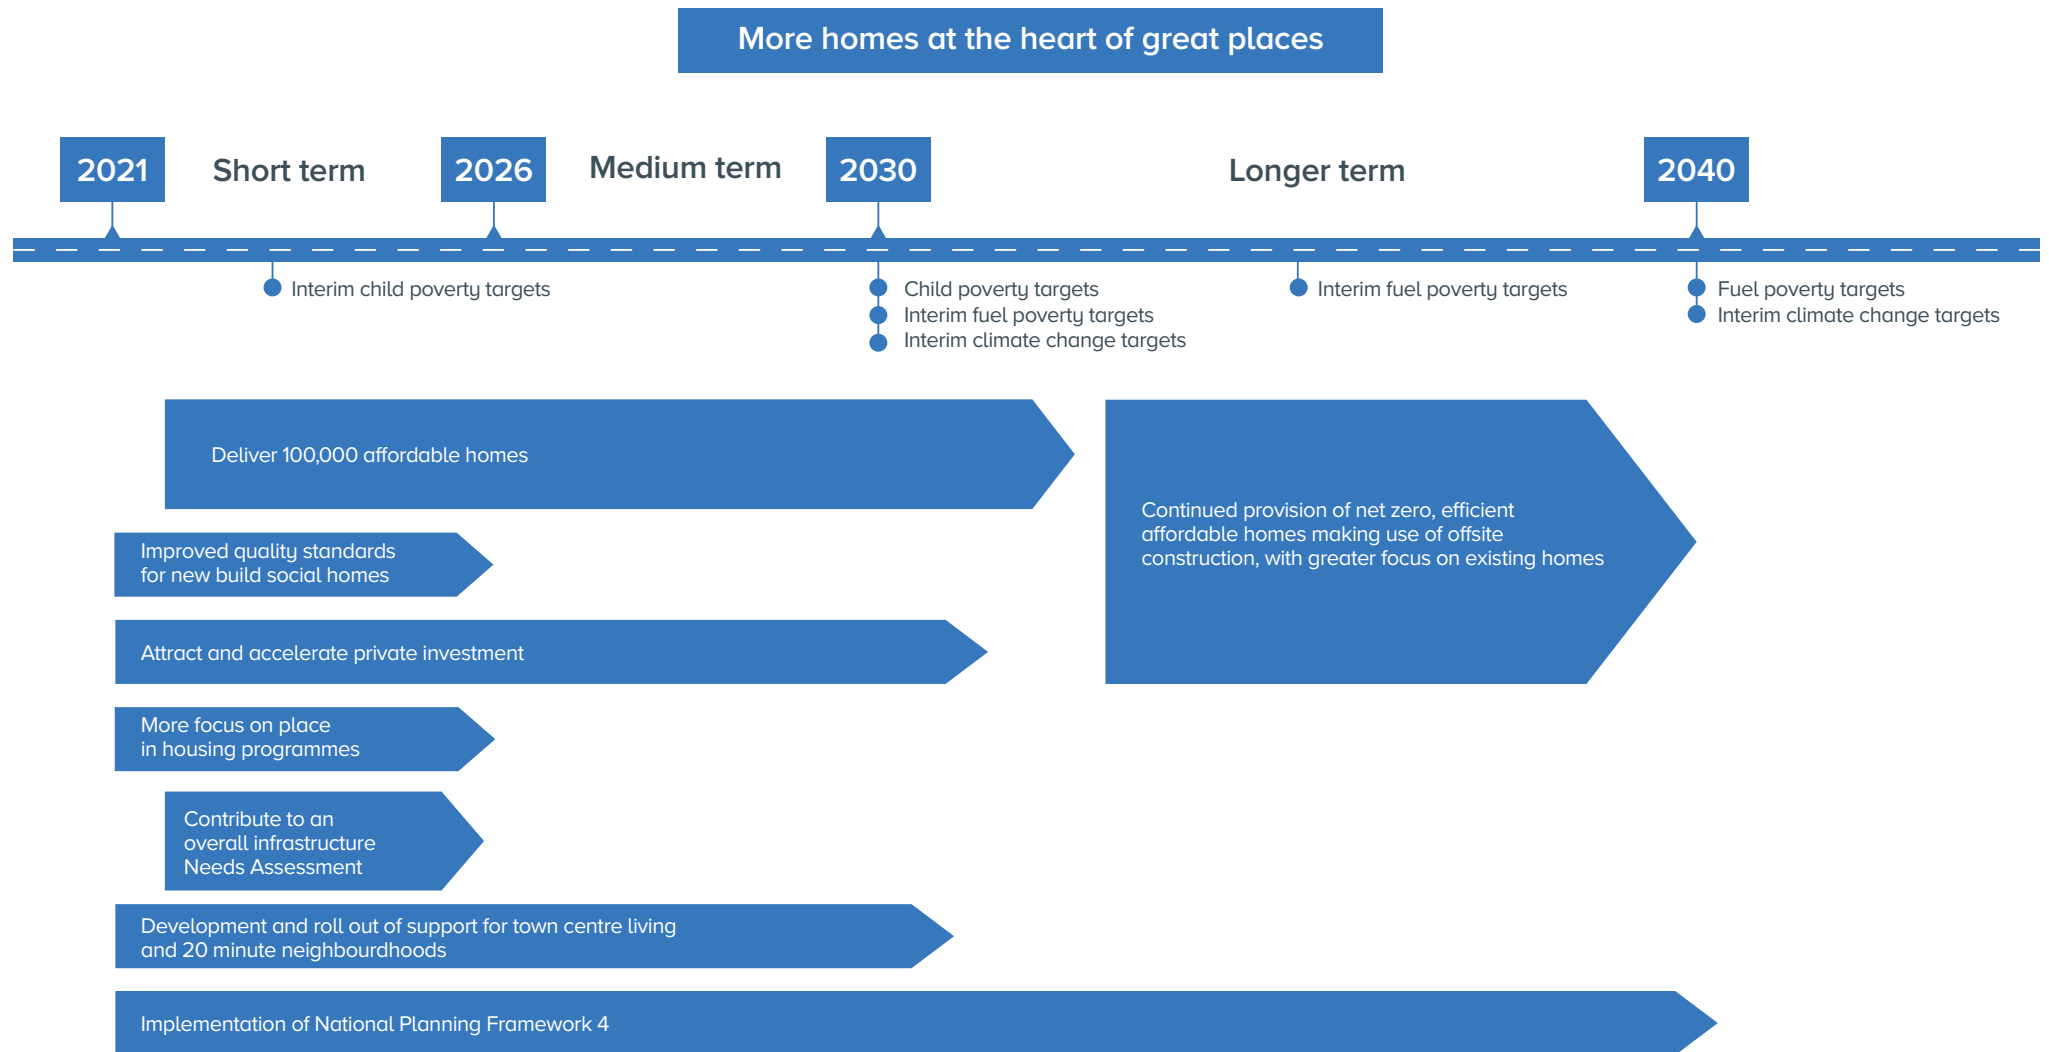 More homes at the heart of great places
2021
Short term
2026
Medium term
2030
Longer term
2040
Interim child poverty targets
Child poverty targets
Interim fuel poverty targets
Interim climate change targets
Interim fuel poverty targets
Fuel poverty targets
Interim climate change targets
Deliver 100,000 affordable homes
Continued provision of net zero, efficient
affordable homes making use of offsite
construction, with greater focus on existing homes
Improved quality standards
for new build social homes
Attract and accelerate private investment
More focus on place
in housing programmes
Contribute to an
overall infrastructure
Needs Assessment
Development and roll out of support for town centre living
and 20 minute neighbourdhoods
Implementation of National Planning Framework 4